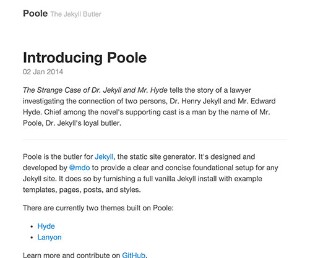 Poole The Jekyll Butler
Introducing Poole
02 Jan 2014
The Strange Case of Dr. Jekyll and Mr. Hyde tells the story of a lawyer
investigating the connection of two persons, Dr. Henry Jekyll and Mr. Edward
Hyde. Chief among the novel's supporting cast is a man by the name of Mr.
Poole, Dr. Jekyll's loyal butler.
Poole is the butler for Jekyll, the static site generator. It's designed and
developed by @mdo to provide a clear and concise foundational setup for any
Jekyll site. It does so by furnishing a full vanilla Jekyll install with example
templates, pages, posts, and styles.
There are currently two themes built on Poole:
• Hyde
• Lanyon
Learn more and contribute on GitHub.